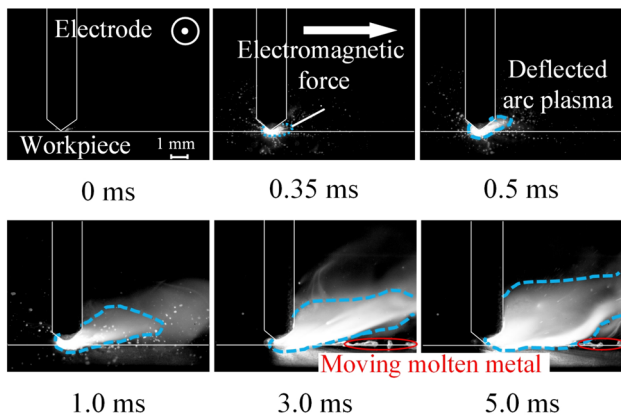 Electrode
Workpiece
1 mm
0 ms
Electromagnetic
force
0.35 ms
Deflected
arc plasma
0.5 ms
1.0 ms
Moving molten metal
3.0 ms
5.0 ms